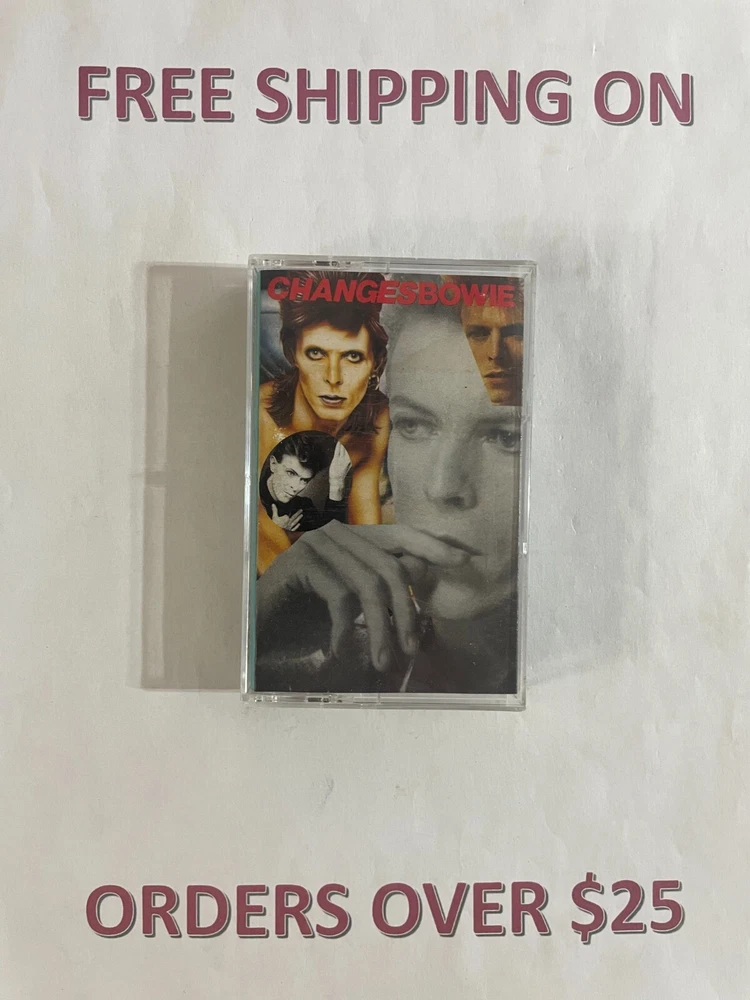 FREE SHIPPING ON
CHANGESBOWIE
ORDERS OVER $25